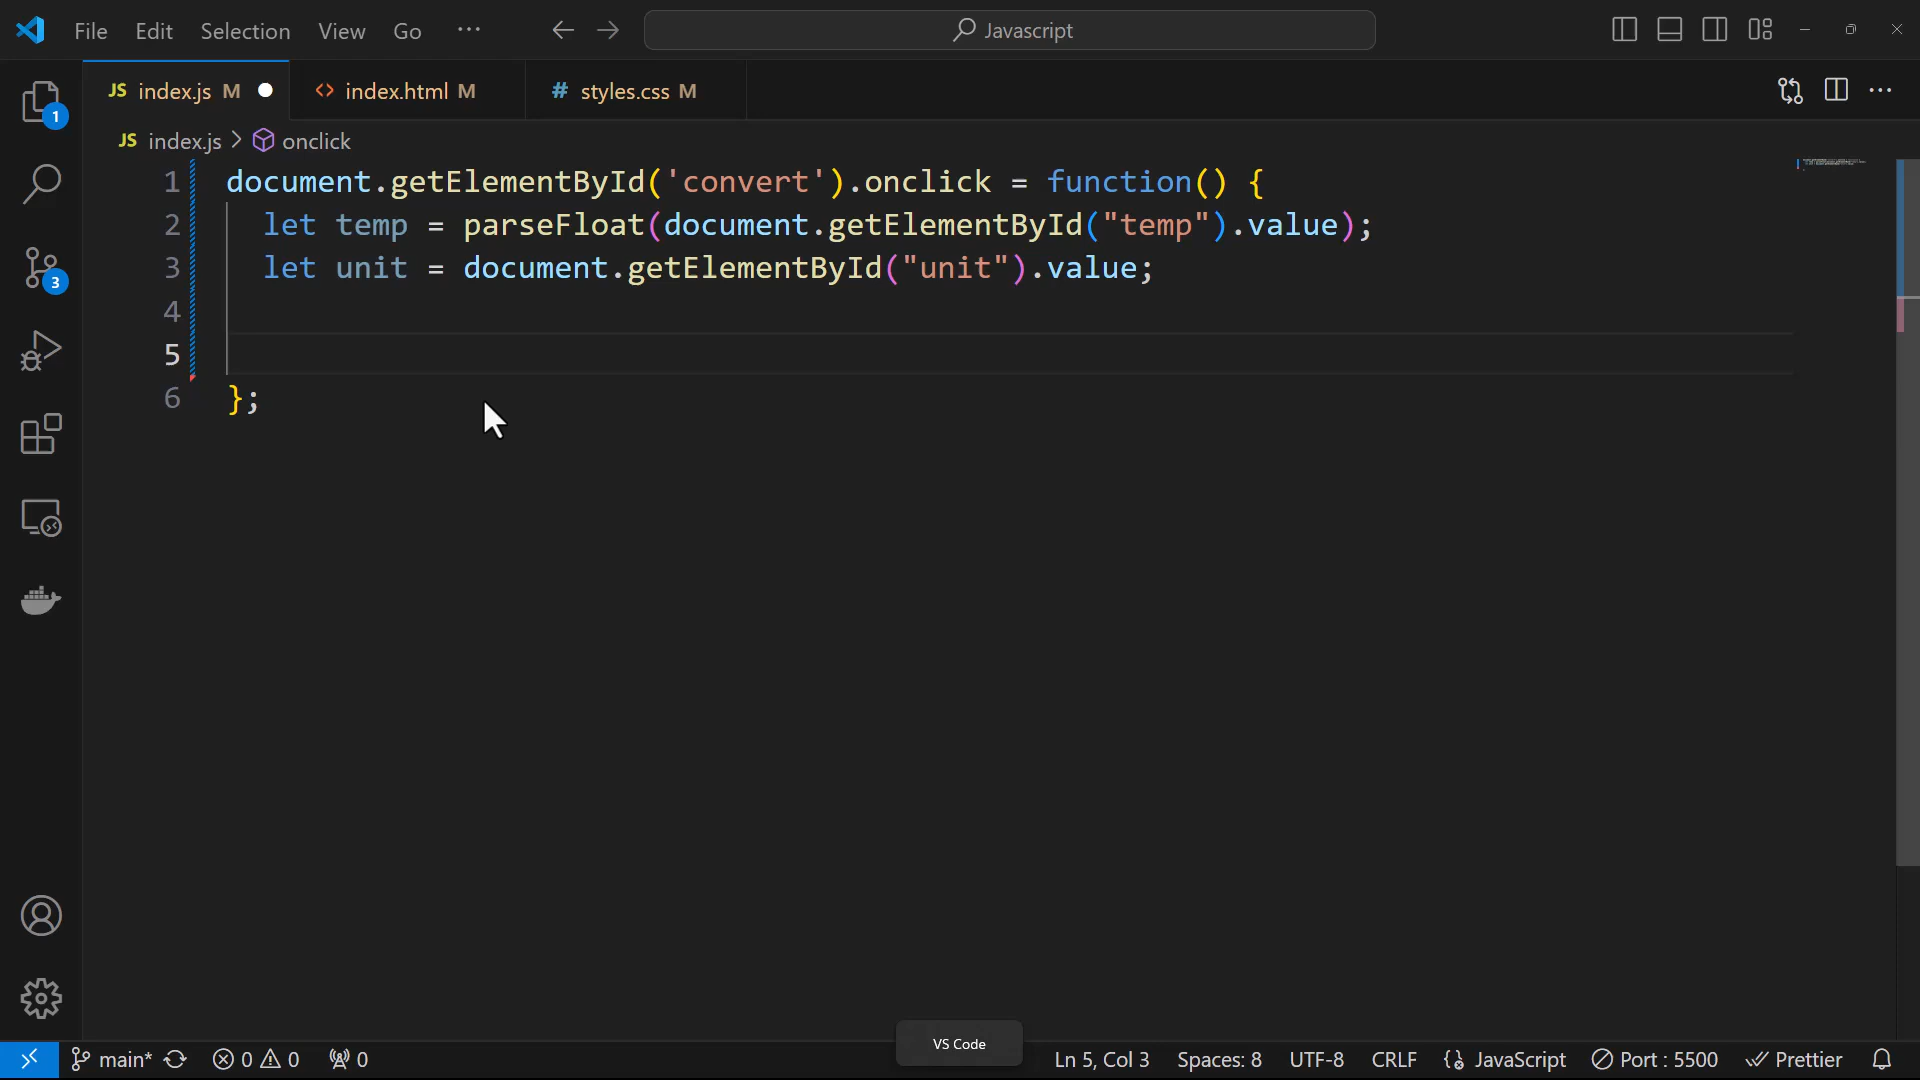 File Edit Selection View Go ··· Javascript
JS index.js M index.html M # styles.css M
JS index.js > onclick
1 document.getElementById('convert').onclick = function() {
2 let temp = parseFloat(document.getElementById("temp").value);
3 let unit = document.getElementById("unit").value;
4
5
6 };
1
3
VS Code
main* 0 0 0 Ln 5, Col 3 Spaces: 8 UTF-8 CRLF {} JavaScript Port : 5500 Prettier